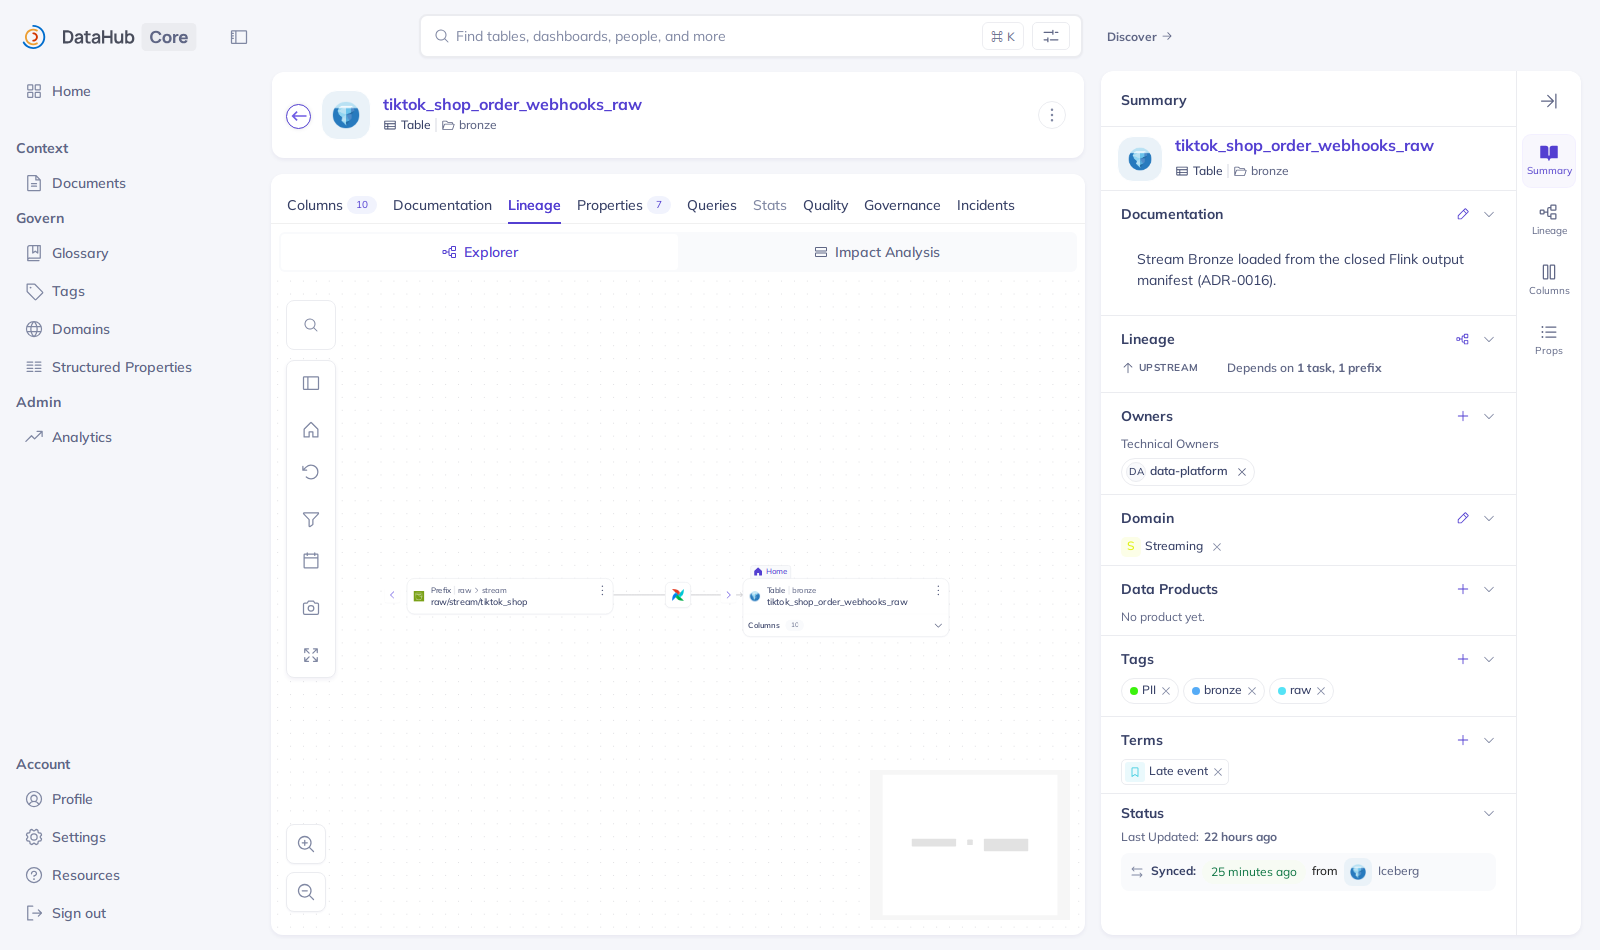 DataHub Core
Find tables, dashboards, people, and more
⌘ K
Discover →
Home
Context
Documents
Govern
Glossary
Tags
Domains
Structured Properties
Admin
Analytics
Account
Profile
Settings
Resources
Sign out
tiktok_shop_order_webhooks_raw
Table bronze
Columns 10 Documentation Lineage Properties 7 Queries Stats Quality Governance Incidents
Explorer Impact Analysis
Prefix raw > stream
raw/stream/tiktok_shop
Home
Table bronze
tiktok_shop_order_webhooks_raw
Columns 10
Summary
tiktok_shop_order_webhooks_raw
Table bronze
Documentation
Stream Bronze loaded from the closed Flink output
manifest (ADR-0016).
Lineage
UPSTREAM Depends on 1 task, 1 prefix
Owners
Technical Owners
DA data-platform
Domain
S Streaming
Data Products
No product yet.
Tags
PII bronze raw
Terms
Late event
Status
Last Updated: 22 hours ago
Synced: 25 minutes ago from Iceberg
Summary
Lineage
Columns
Props